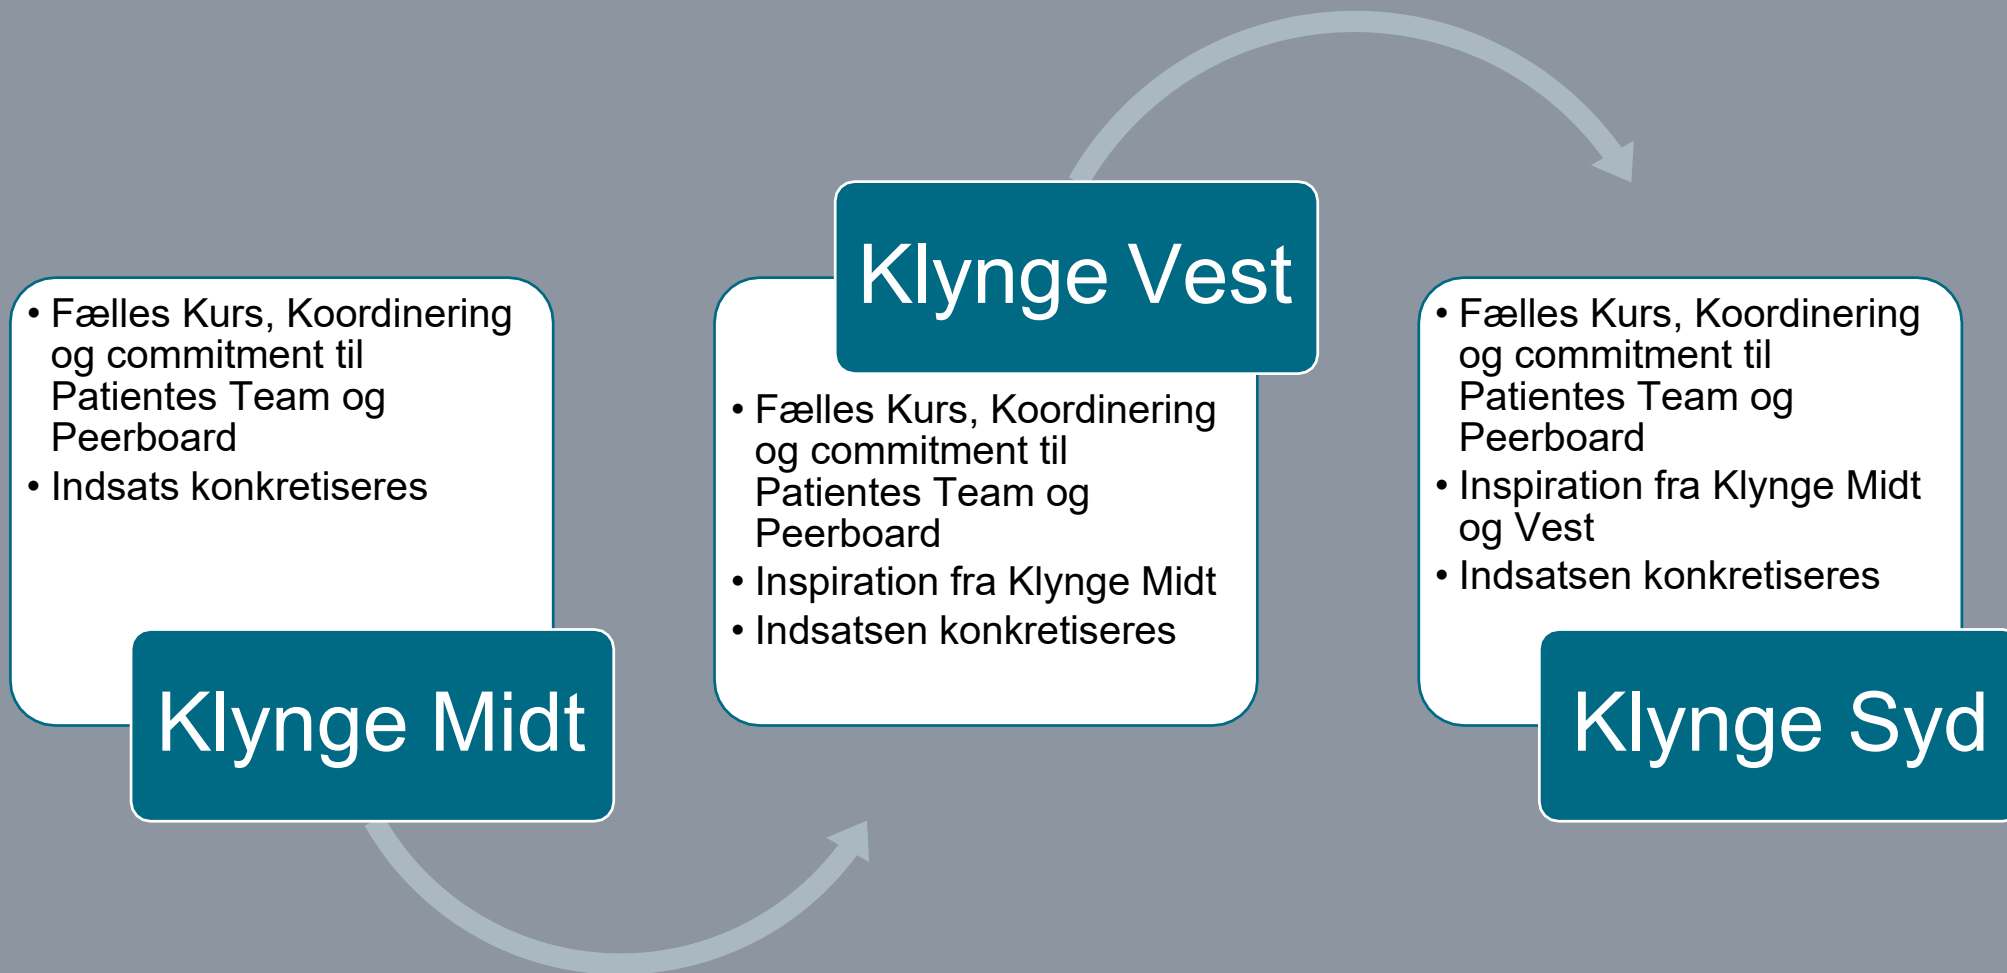 • Fælles Kurs, Koordinering
og commitment til
Patientes Team og
Peerboard
• Indsats konkretiseres
Klynge Midt
Klynge Vest
• Fælles Kurs, Koordinering
og commitment til
Patientes Team og
Peerboard
• Inspiration fra Klynge Midt
• Indsatsen konkretiseres
• Fælles Kurs, Koordinering
og commitment til
Patientes Team og
Peerboard
• Inspiration fra Klynge Midt
og Vest
• Indsatsen konkretiseres
Klynge Syd